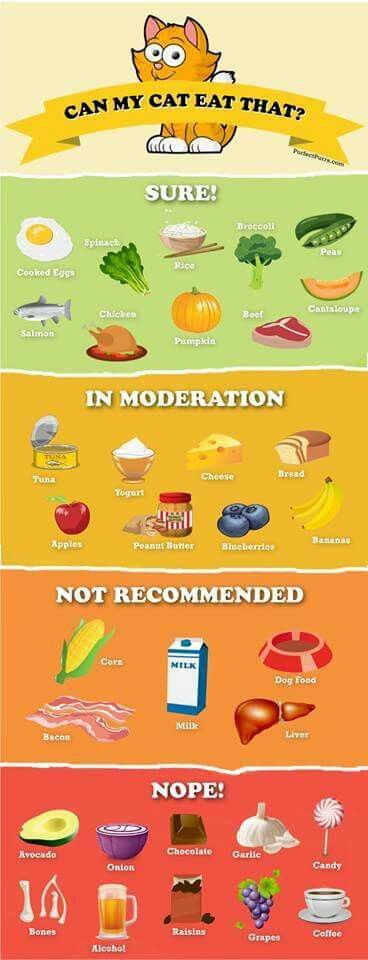 CAN MY CAT EAT THAT?
PerfectPurrs.com
SURE!
Cooked Eggs
Spinach
Rice
Broccoli
Peas
Salmon
Chicken
Pumpkin
Beef
Cantaloupe
IN MODERATION
TUNA
Tuna
Yogurt
Cheese
Bread
Apples
Peanut Butter
Blueberries
Bananas
NOT RECOMMENDED
Corn
MILK
Milk
Dog food
Bacon
Liver
NOPE!
Avocado
Onion
Chocolate
Garlic
Candy
Bones
Alcohol
Raisins
Grapes
Coffee